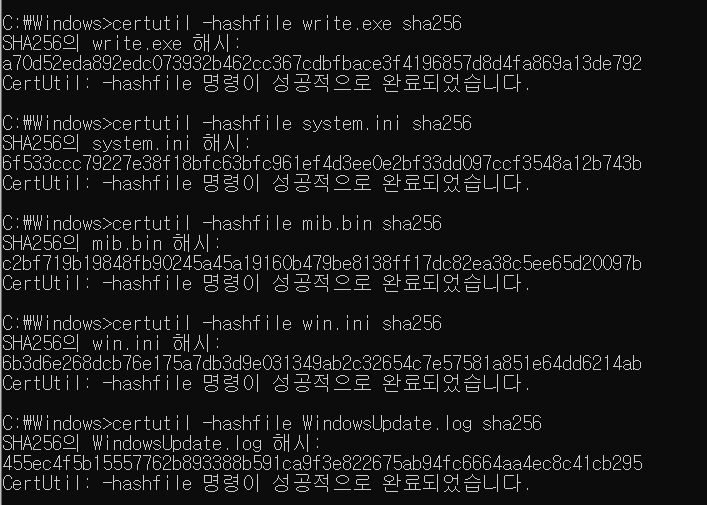 C:₩Windows>certutil -hashfile write.exe sha256
SHA256의 write.exe 해시:
a70d52eda892edc073932b462cc367cdbfbace3f4196857d8d4fa869a13de792
CertUtil: -hashfile 명령이 성공적으로 완료되었습니다.
C:₩Windows>certutil -hashfile system.ini sha256
SHA256의 system.ini 해시:
6f533ccc79227e38f18bfc63bfc961ef4d3ee0e2bf33dd097ccf3548a12b743b
CertUtil: -hashfile 명령이 성공적으로 완료되었습니다.
C:₩Windows>certutil -hashfile mib.bin sha256
SHA256의 mib.bin 해시:
c2bf719b19848fb90245a45a19160b479be8138ff17dc82ea38c5ee65d20097b
CertUtil: -hashfile 명령이 성공적으로 완료되었습니다.
C:₩Windows>certutil -hashfile win.ini sha256
SHA256의 win.ini 해시:
6b3d6e268dcb76e175a7db3d9e031349ab2c32654c7e57581a851e64dd6214ab
CertUtil: -hashfile 명령이 성공적으로 완료되었습니다.
C:₩Windows>certutil -hashfile WindowsUpdate.log sha256
SHA256의 WindowsUpdate.log 해시:
455ec4f5b15557762b893388b591ca9f3e822675ab94fc6664aa4ec8c41cb295
CertUtil: -hashfile 명령이 성공적으로 완료되었습니다.